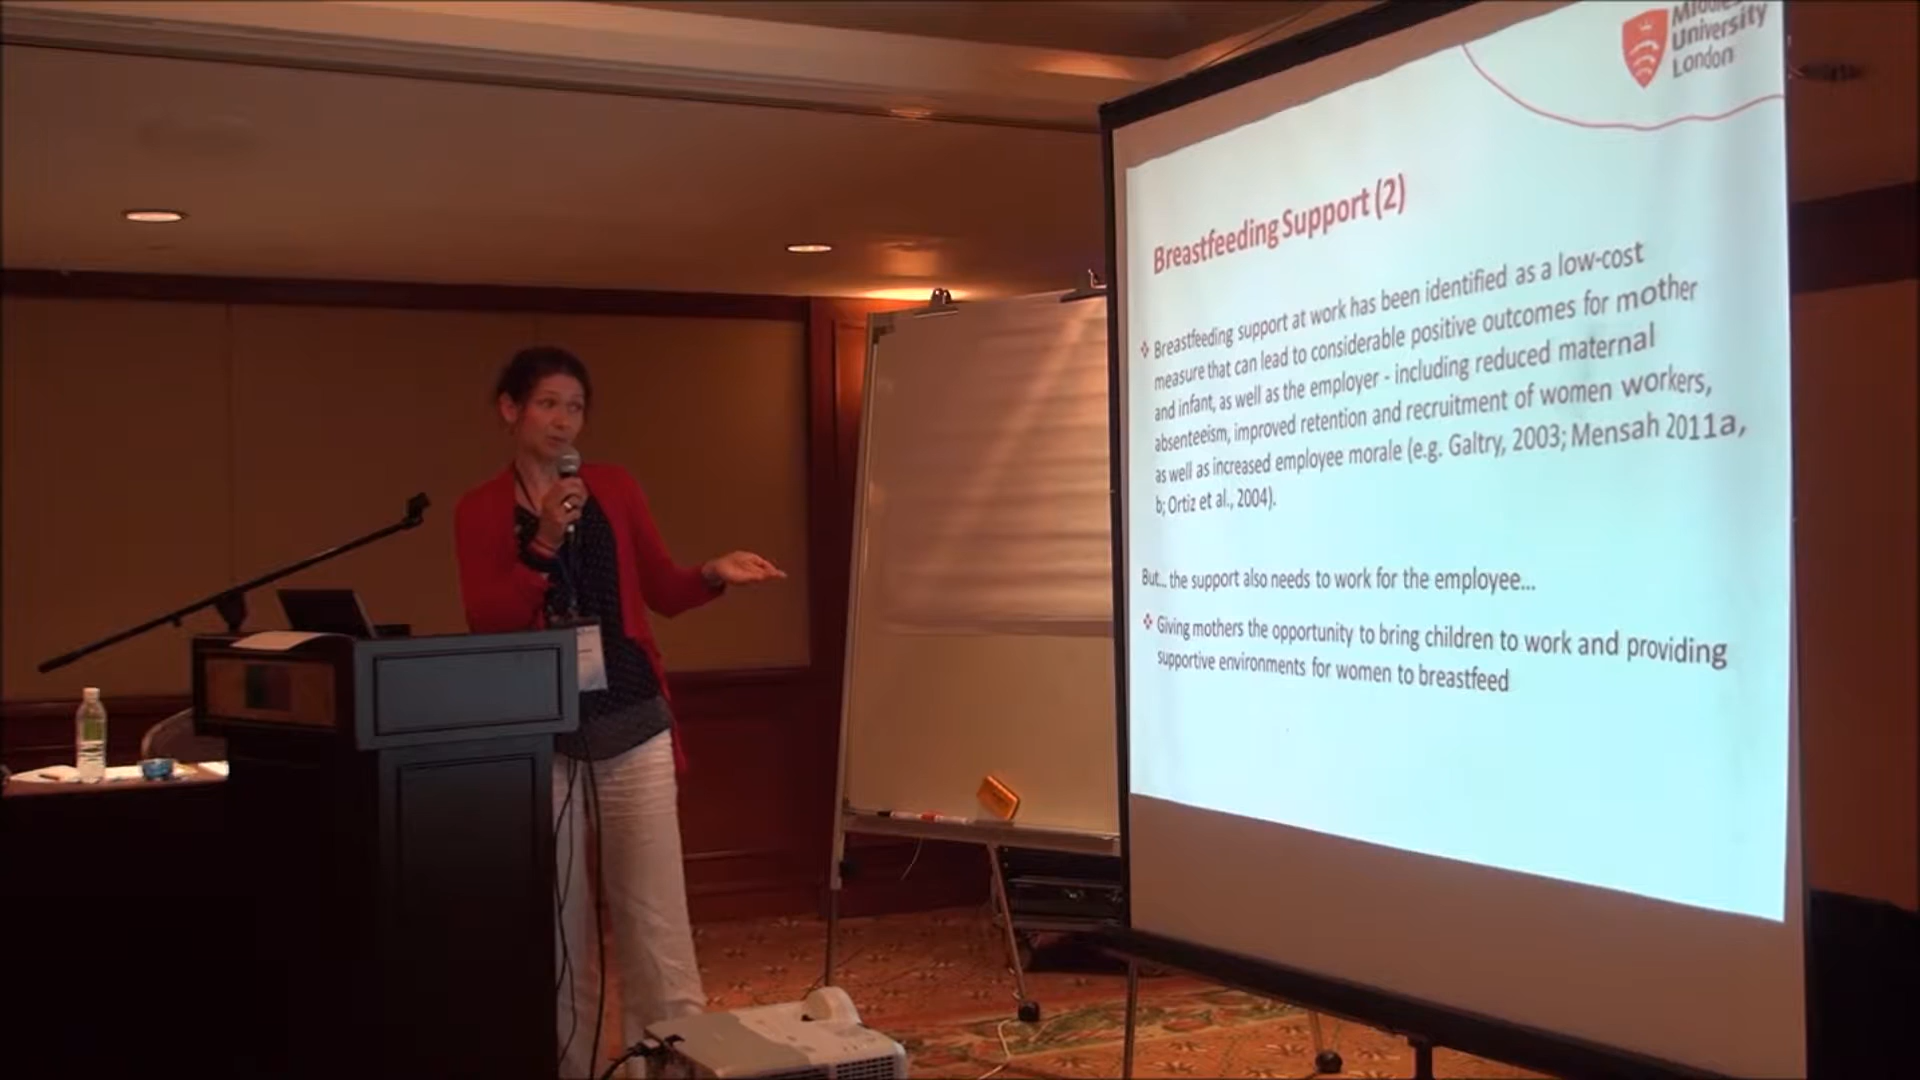 University
London
Breastfeeding Support (2)
❖ Breastfeeding support at work has been identified as a low-cost
measure that can lead to considerable positive outcomes for mother
and infant, as well as the employer - including reduced maternal
absenteeism, improved retention and recruitment of women workers,
as well as increased employee morale (e.g. Galtry, 2003; Mensah 2011a,
b; Ortiz et al., 2004).
But... the support also needs to work for the employee...
❖ Giving mothers the opportunity to bring children to work and providing
supportive environments for women to breastfeed